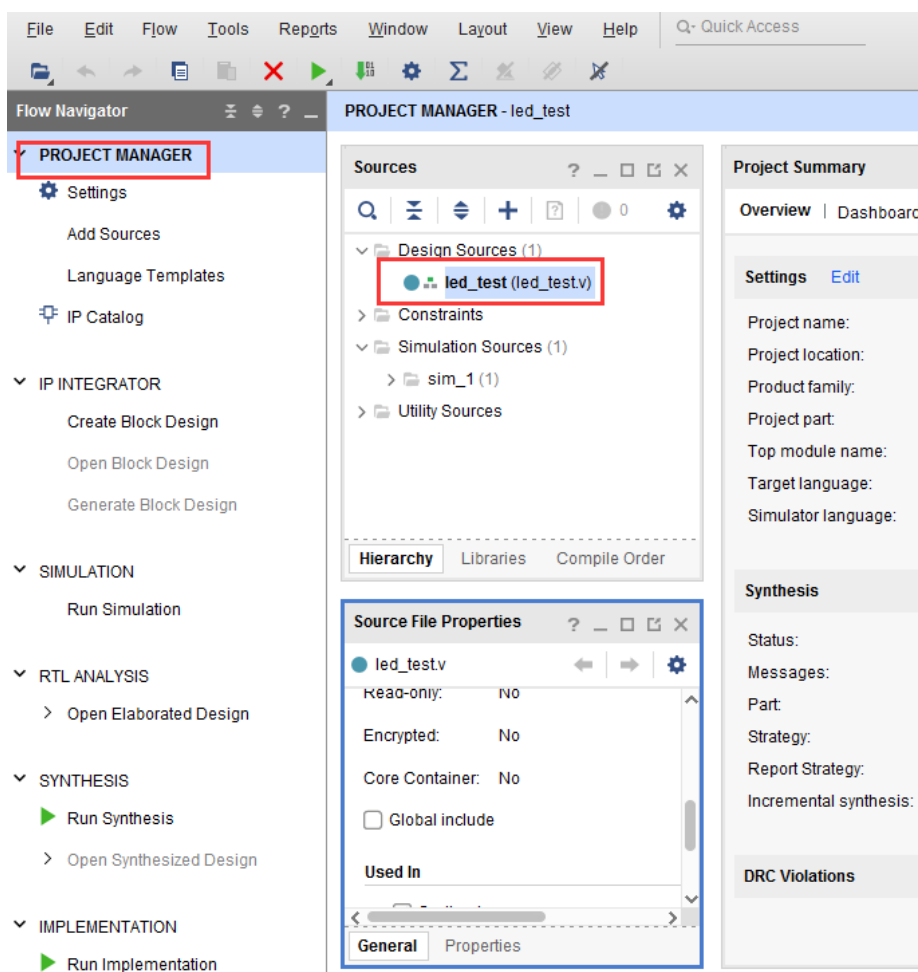 File Edit Flow Tools Reports Window Layout View Help Q- Quick Access
Flow Navigator
PROJECT MANAGER
Settings
Add Sources
Language Templates
IP Catalog
IP INTEGRATOR
Create Block Design
Open Block Design
Generate Block Design
SIMULATION
Run Simulation
RTL ANALYSIS
Open Elaborated Design
SYNTHESIS
Run Synthesis
Open Synthesized Design
IMPLEMENTATION
Run Implementation
PROJECT MANAGER - led_test
Sources
0
Design Sources (1)
led_test (led_test.v)
Constraints
Simulation Sources (1)
sim_1 (1)
Utility Sources
Hierarchy Libraries Compile Order
Source File Properties
led_test.v
Read-only: No
Encrypted: No
Core Container: No
Global include
Used In
General Properties
Project Summary
Overview | Dashboard
Settings Edit
Project name:
Project location:
Product family:
Project part:
Top module name:
Target language:
Simulator language:
Synthesis
Status:
Messages:
Part:
Strategy:
Report Strategy:
Incremental synthesis:
DRC Violations